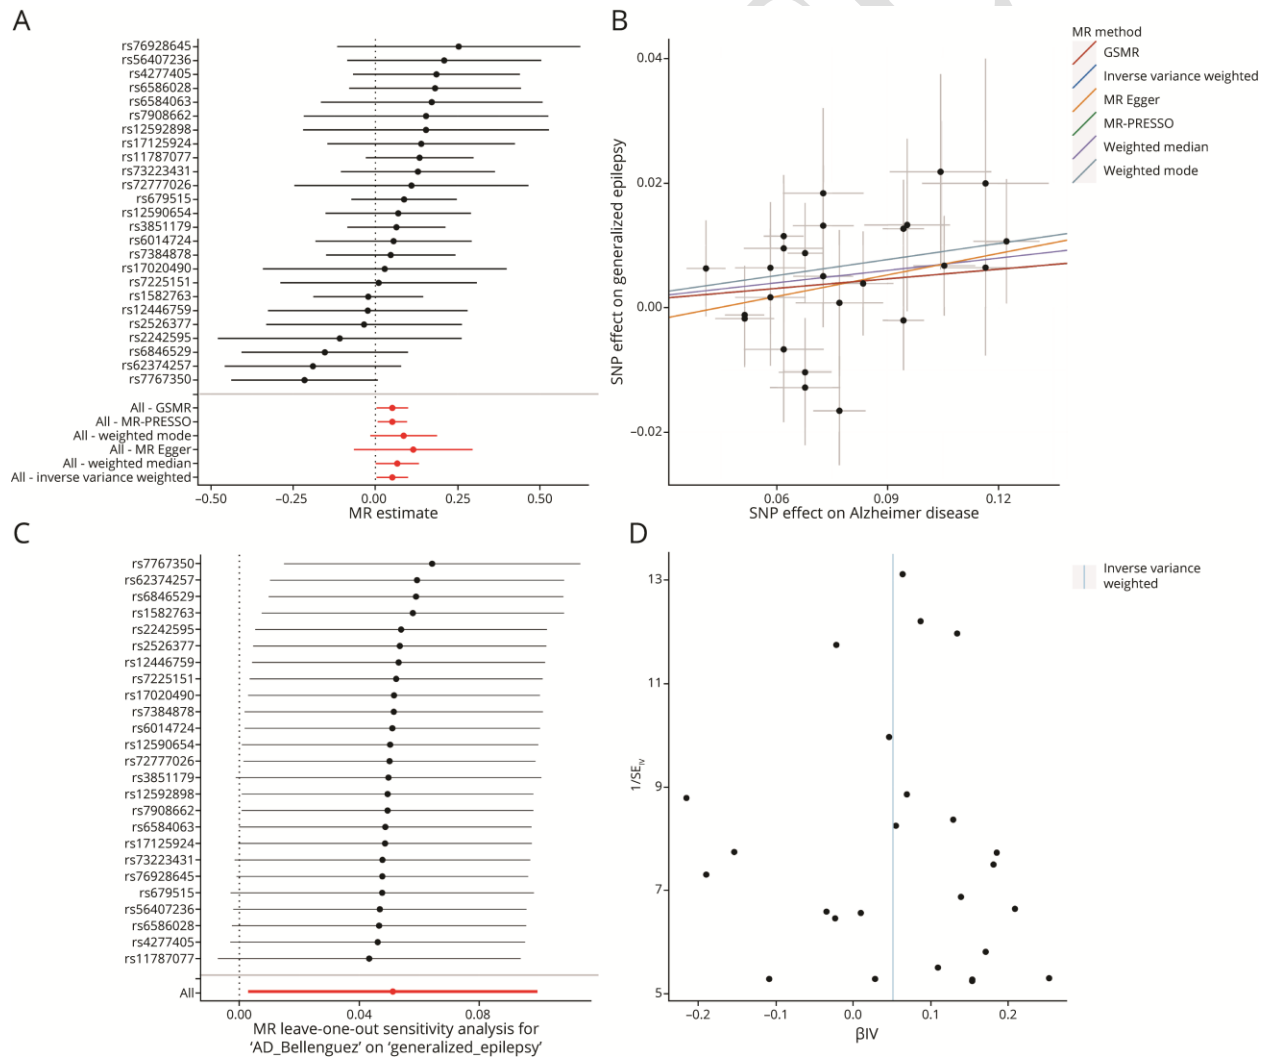 A
rs76928645
rs56407236
rs4277405
rs6586028
rs6584063
rs7908662
rs12592898
rs17125924
rs11787077
rs73223431
rs72777026
rs679515
rs12590654
rs3851179
rs6014724
rs7384878
rs17020490
rs7225151
rs1582763
rs12446759
rs2526377
rs2242595
rs6846529
rs62374257
rs7767350
All - GSMR
All - MR-PRESSO
All - weighted mode
All - MR Egger
All - weighted median
All - inverse variance weighted
−0.50 −0.25 0.00 0.25 0.50
MR estimate
B
SNP effect on generalized epilepsy
0.04
0.02
0.00
−0.02
0.06 0.09 0.12
SNP effect on Alzheimer disease
MR method
GSMR
Inverse variance weighted
MR Egger
MR-PRESSO
Weighted median
Weighted mode
C
rs7767350
rs62374257
rs6846529
rs1582763
rs2242595
rs2526377
rs12446759
rs7225151
rs17020490
rs7384878
rs6014724
rs12590654
rs72777026
rs3851179
rs12592898
rs7908662
rs6584063
rs17125924
rs73223431
rs76928645
rs679515
rs56407236
rs6586028
rs4277405
rs11787077
All
0.00 0.04 0.08
MR leave-one-out sensitivity analysis for
‘AD_Bellenguez’ on ‘generalized_epilepsy’
D
1/SEIV
13
11
9
7
5
−0.2 −0.1 0.0 0.1 0.2
βIV
Inverse variance
weighted